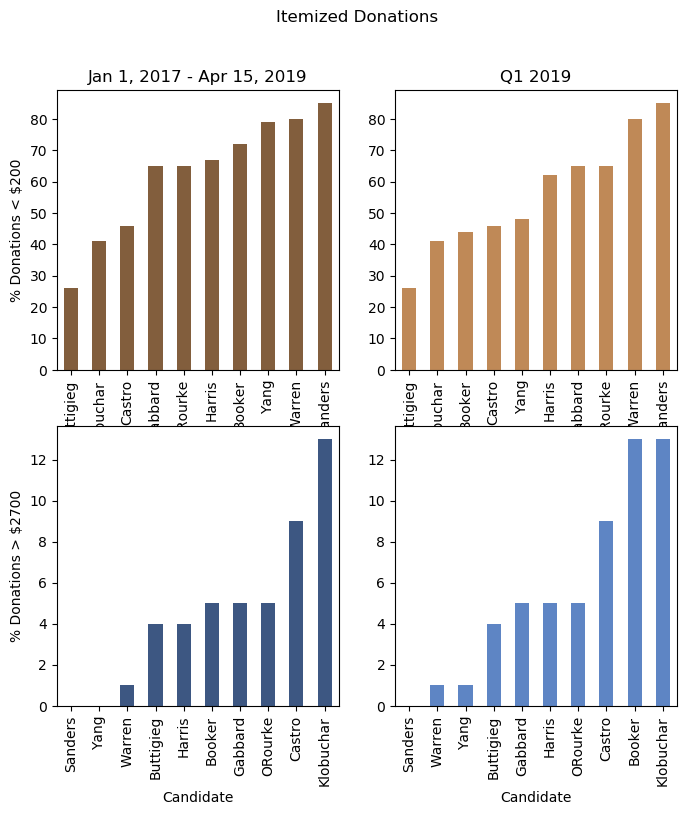 Itemized Donations
Jan 1, 2017 - Apr 15, 2019
% Donations < $200
80
70
60
50
40
30
20
10
0
ttigieg
buchar
Castro
abbard
Rourke
Harris
Booker
Yang
Warren
anders
Q1 2019
80
70
60
50
40
30
20
10
0
ttigieg
buchar
Booker
Castro
Yang
Harris
abbard
Rourke
Warren
anders
% Donations > $2700
12
10
8
6
4
2
0
Sanders
Yang
Warren
Buttigieg
Harris
Booker
Gabbard
ORourke
Castro
Klobuchar
Candidate
12
10
8
6
4
2
0
Sanders
Warren
Yang
Buttigieg
Gabbard
Harris
ORourke
Castro
Booker
Klobuchar
Candidate